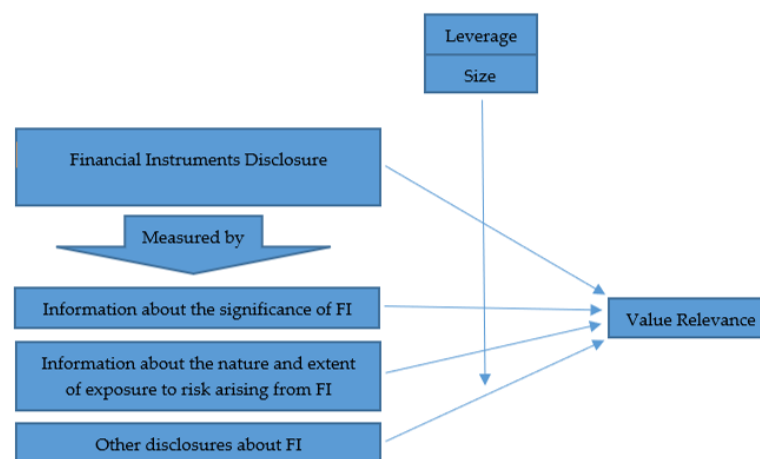 Leverage
Size
Financial Instruments Disclosure
Measured by
Information about the significance of FI
Information about the nature and extent
of exposure to risk arising from FI
Other disclosures about FI
Value Relevance